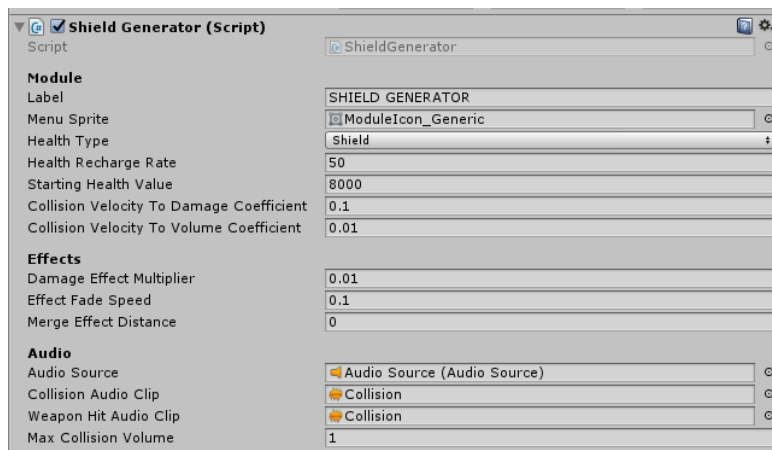 Shield Generator (Script)
Script ShieldGenerator
Module
Label SHIELD GENERATOR
Menu Sprite ModuleIcon_Generic
Health Type Shield
Health Recharge Rate 50
Starting Health Value 8000
Collision Velocity To Damage Coefficient 0.1
Collision Velocity To Volume Coefficient 0.01
Effects
Damage Effect Multiplier 0.01
Effect Fade Speed 0.1
Merge Effect Distance 0
Audio
Audio Source Audio Source (Audio Source)
Collision Audio Clip Collision
Weapon Hit Audio Clip Collision
Max Collision Volume 1